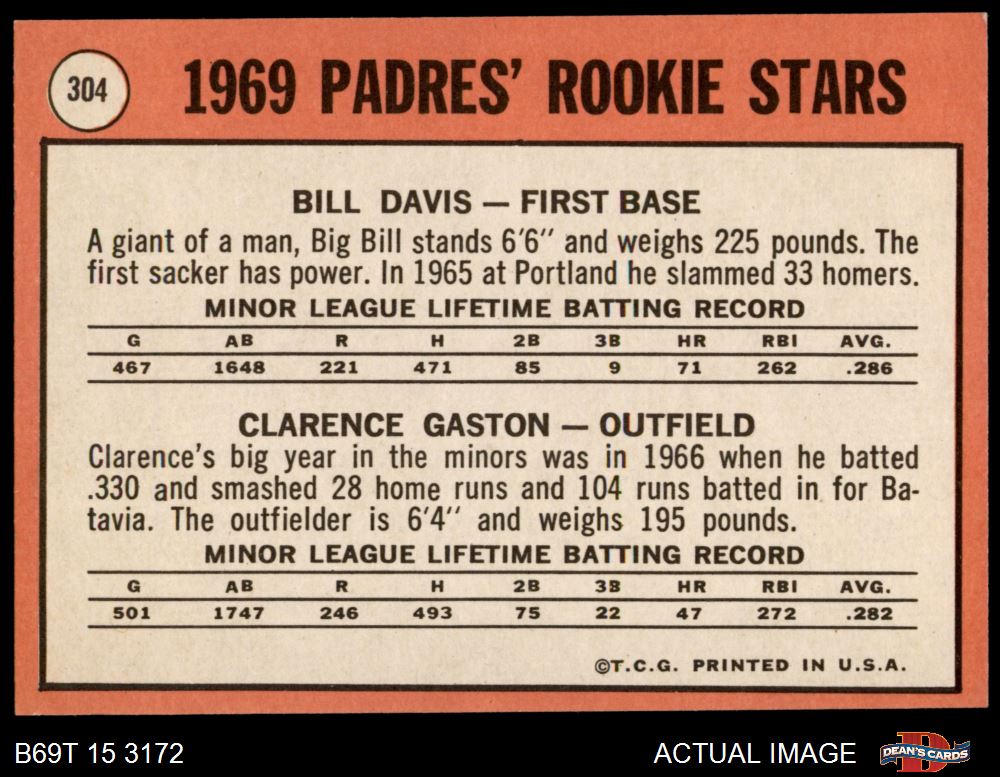 304
1969 PADRES' ROOKIE STARS
BILL DAVIS — FIRST BASE
A giant of a man, Big Bill stands 6'6'' and weighs 225 pounds. The
first sacker has power. In 1965 at Portland he slammed 33 homers.
MINOR LEAGUE LIFETIME BATTING RECORD
G AB R H 2B 3B HR RBI AVG.
467 1648 221 471 85 9 71 262 .286
CLARENCE GASTON — OUTFIELD
Clarence's big year in the minors was in 1966 when he batted
.330 and smashed 28 home runs and 104 runs batted in for Ba-
tavia. The outfielder is 6'4'' and weighs 195 pounds.
MINOR LEAGUE LIFETIME BATTING RECORD
G AB R H 2B 3B HR RBI AVG.
501 1747 246 493 75 22 47 272 .282
©T.C.G. PRINTED IN U.S.A.
B69T 15 3172
ACTUAL IMAGE
D
DEAN'S CARDS